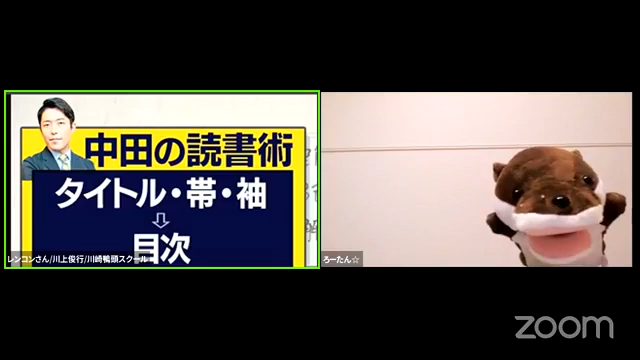 中田の読書術
タイトル・帯・袖
⇩
目次
レンコンさん/川上俊行/川崎鴨頭スクール
ろーたん☆
zoom